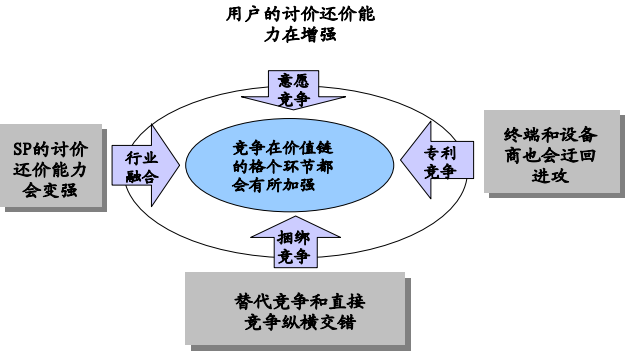 用户的讨价还价能
力在增强
意愿
竞争
SP的讨价
还价能力
会变强
行业
融合
竞争在价值链
的格个环节都
会有所加强
专利
竞争
终端和设备
商也会迂回
进攻
捆绑
竞争
替代竞争和直接
竞争纵横交错